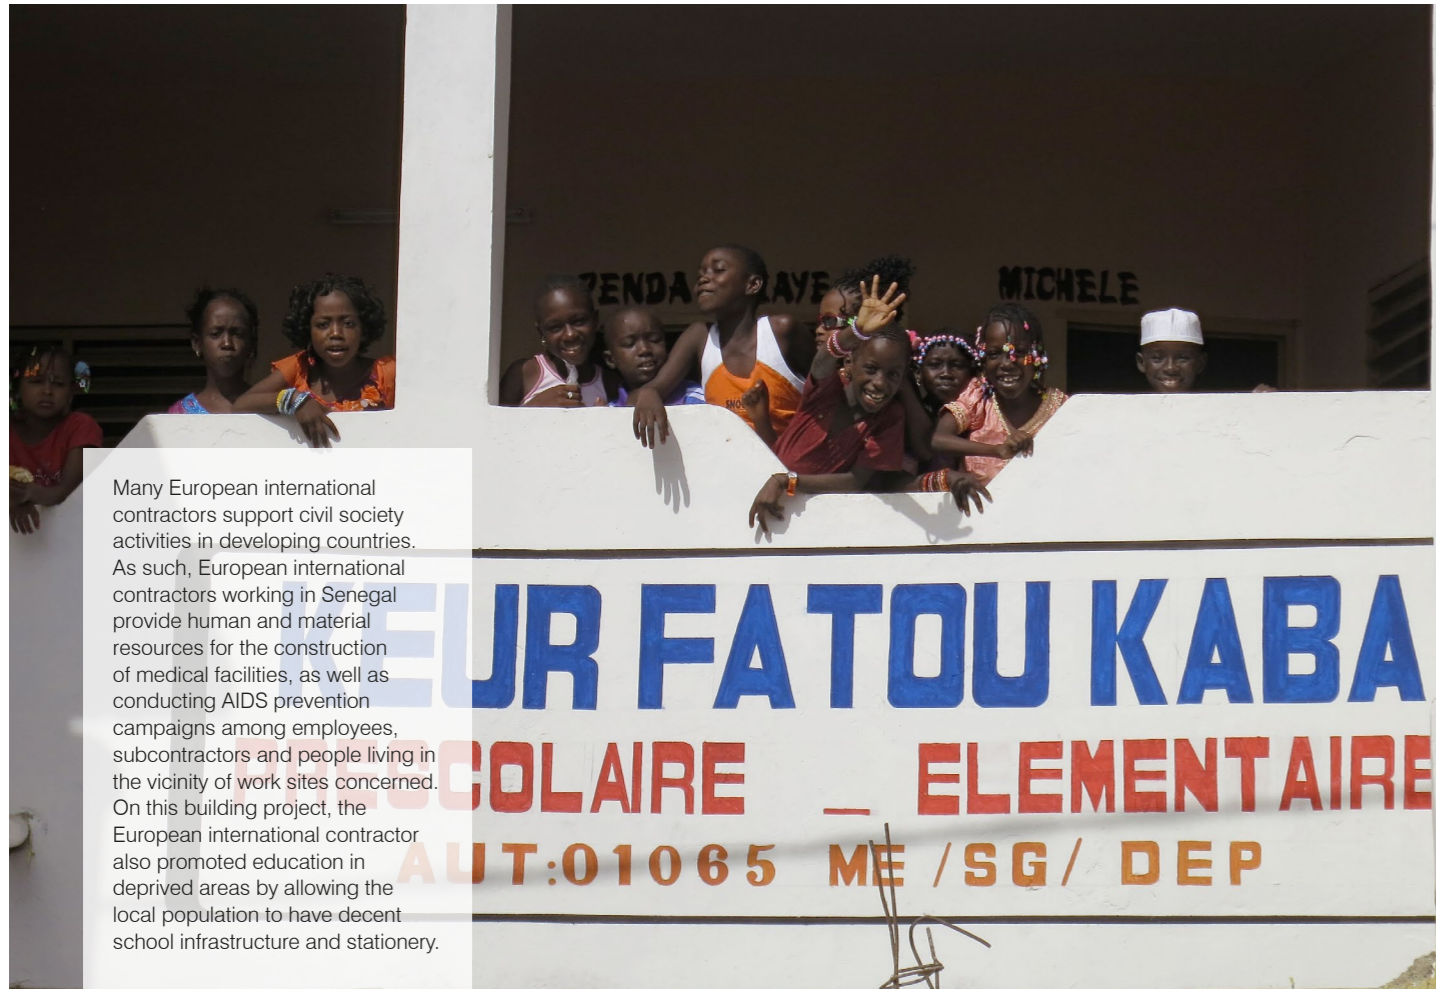 MICHELE
Many European international
contractors support civil society
activities in developing countries.
As such, European international
contractors working in Senegal
provide human and material
resources for the construction
of medical facilities, as well as
conducting AIDS prevention
campaigns among employees,
subcontractors and people living in
the vicinity of work sites concerned.
On this building project, the
European international contractor
also promoted education in
deprived areas by allowing the
local population to have decent
school infrastructure and stationery.
KEUR FATOU KABA
PRESCOLAIRE _ ELEMENTAIRE
AUT:01065 ME/SG/ DEP